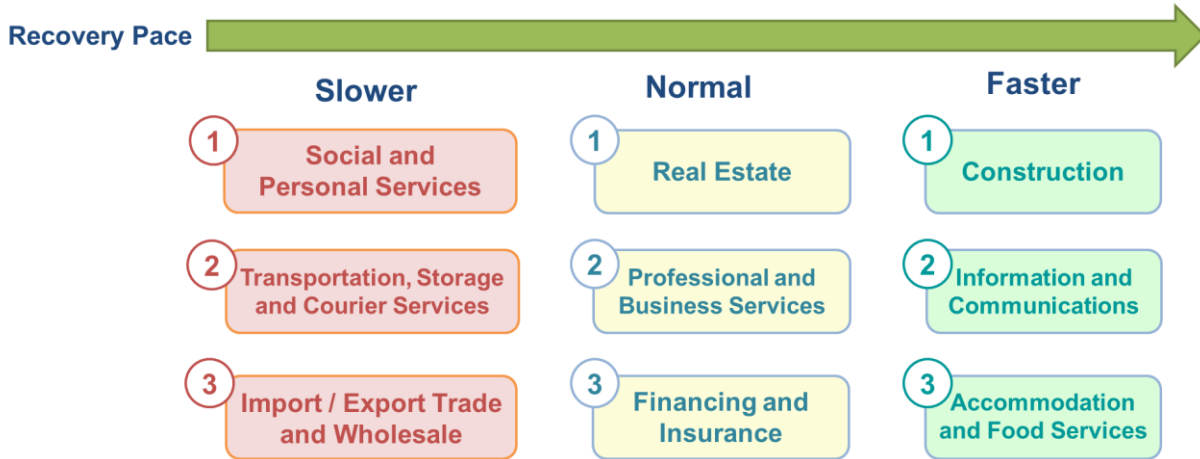 Recovery Pace
Slower
Normal
Faster
1
Social and
Personal Services
1
Real Estate
1
Construction
2
Transportation, Storage
and Courier Services
2
Professional and
Business Services
2
Information and
Communications
3
Import / Export Trade
and Wholesale
3
Financing and
Insurance
3
Accommodation
and Food Services